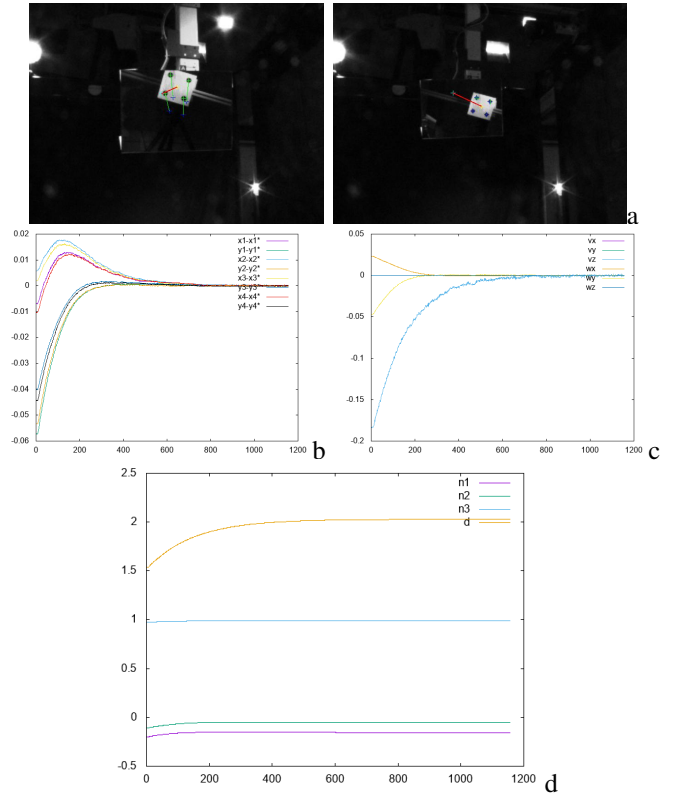 a
0.02
0.01
0
-0.01
-0.02
-0.03
-0.04
-0.05
-0.06
x1-x1*
y1-y1*
x2-x2*
y2-y2*
x3-x3*
y3-y3*
x4-x4*
y4-y4*
0 200 400 600 800 1000 1200
b
0.05
0
-0.05
-0.1
-0.15
-0.2
vx
vy
vz
wx
wy
wz
0 200 400 600 800 1000 1200
c
2.5
2
1.5
1
0.5
0
-0.5
n1
n2
n3
d
0 200 400 600 800 1000 1200
d